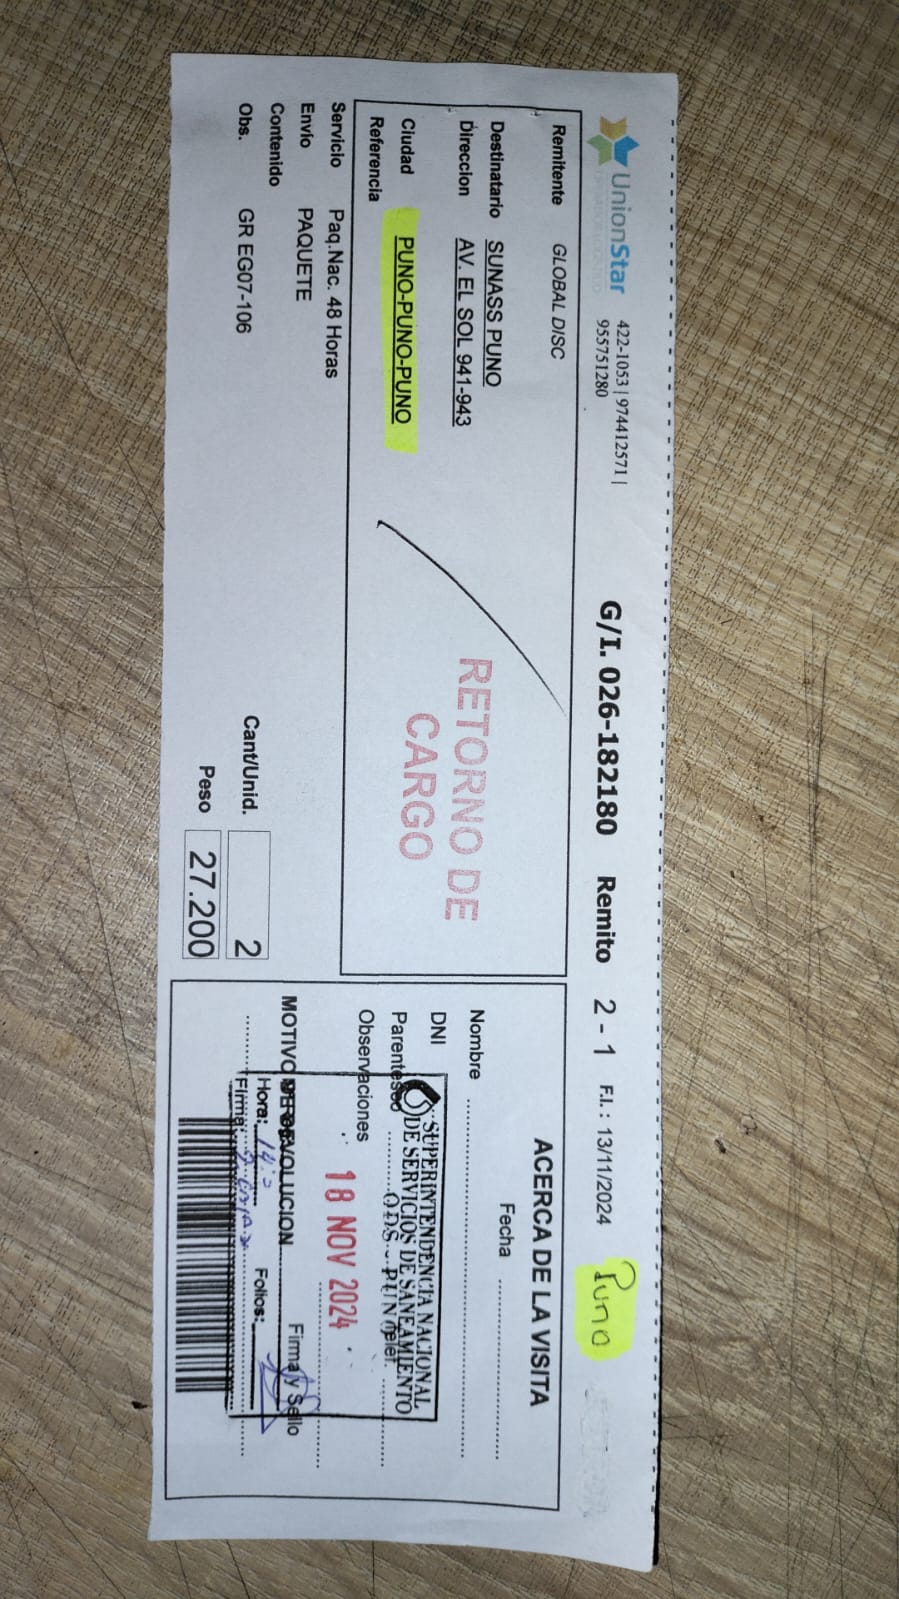 UnionStar
422-1053 | 974412571 |
955751280
G/I. 026-182180 Remito 2 - 1 F.I.: 13/11/2024 Puno
Remitente GLOBAL DISC
Destinatario SUNASS PUNO
Direccion AV. EL SOL 941-943
Ciudad PUNO-PUNO-PUNO
Referencia
RETORNO DE
CARGO
Servicio Paq.Nac. 48 Horas
Envío PAQUETE
Contenido
Obs. GR EG07-106
Cant/Unid. 2
Peso 27.200
ACERCA DE LA VISITA
Fecha
Nombre
DNI
Parentesco
Observaciones
MOTIVO DE DEVOLUCION
Firma y Sello
SUPERINTENDENCIA NACIONAL
DE SERVICIOS DE SANEAMIENTO
ODS - PUNO
18 NOV 2024
Hora: Folios:
Firma: